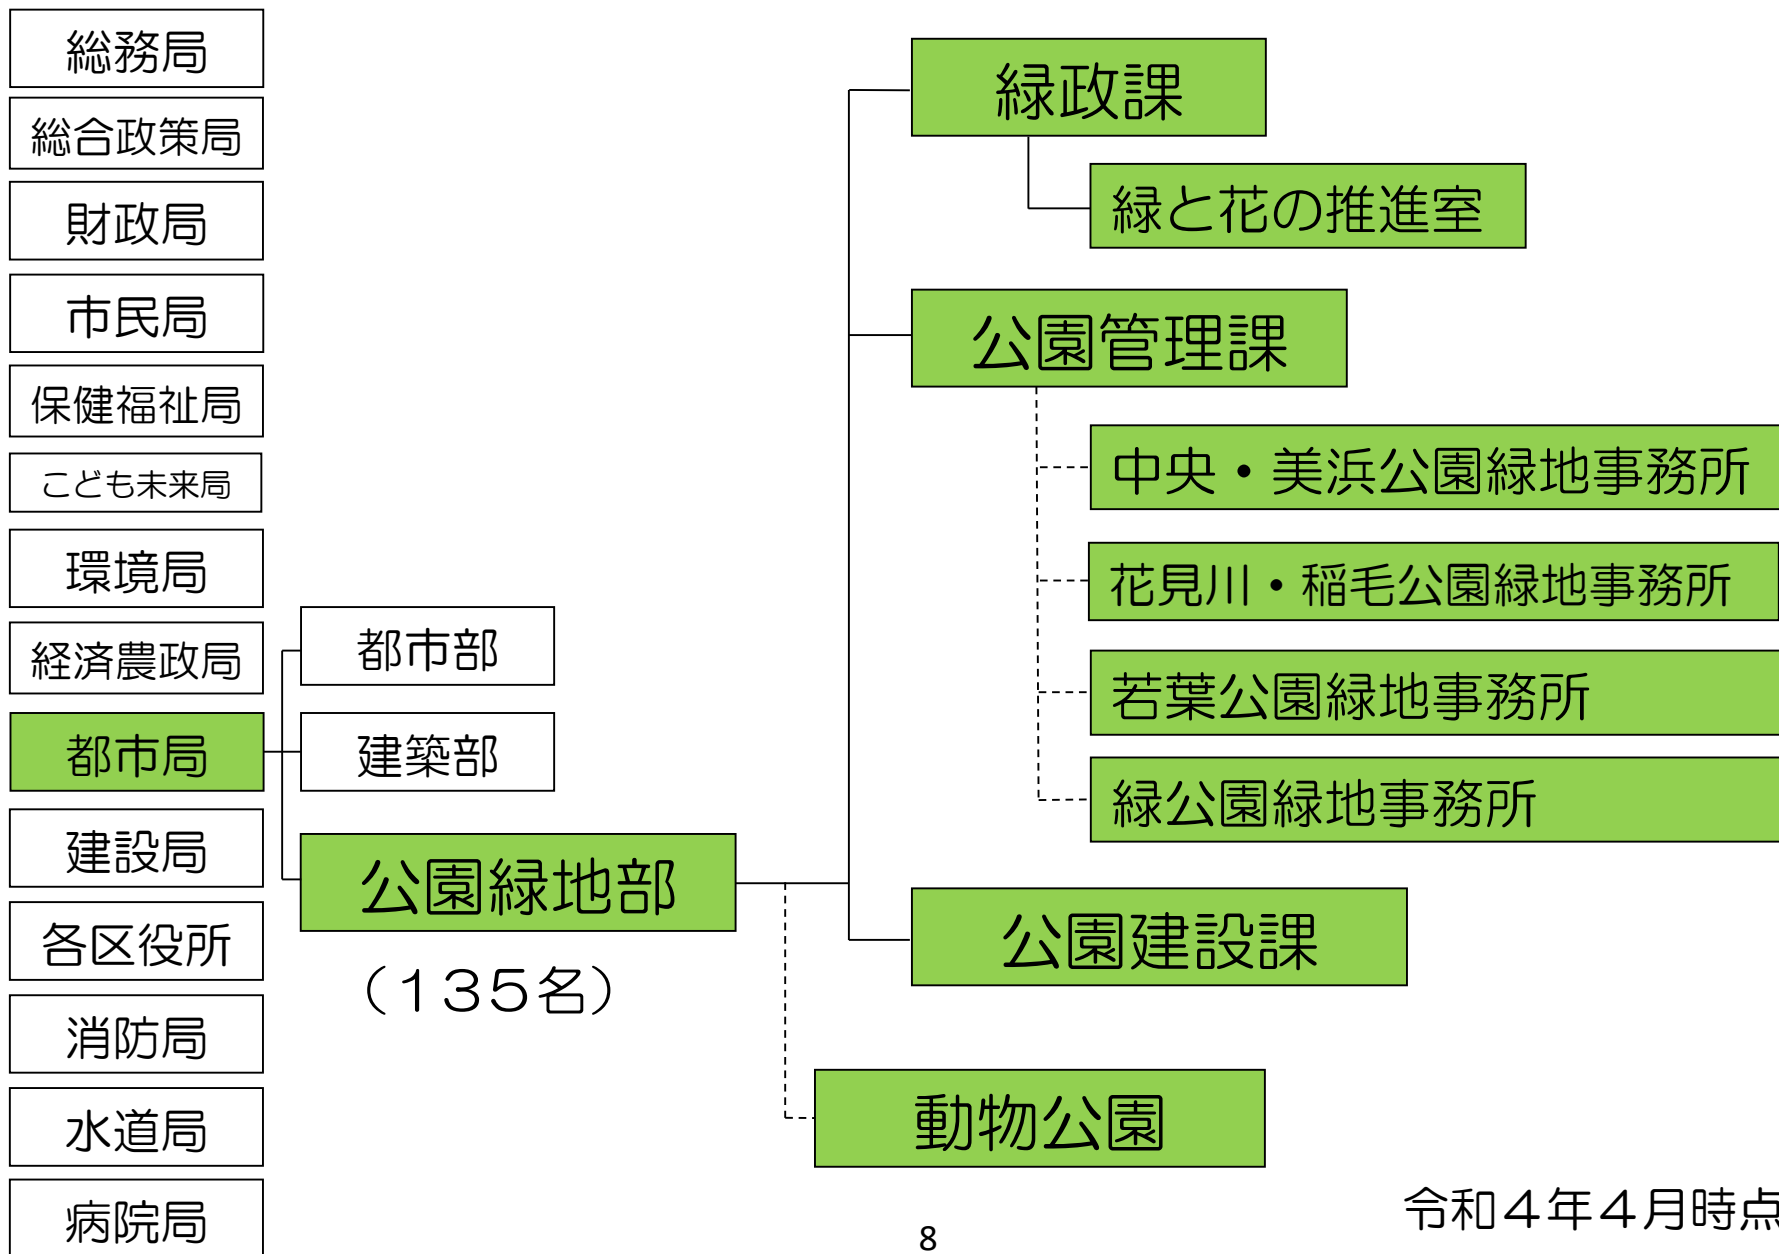 総務局
総合政策局
財政局
市民局
保健福祉局
こども未来局
環境局
経済農政局
都市局
建設局
各区役所
消防局
水道局
病院局
都市部
建築部
公園緑地部
（１３５名）
緑政課
緑と花の推進室
公園管理課
中央・美浜公園緑地事務所
花見川・稲毛公園緑地事務所
若葉公園緑地事務所
緑公園緑地事務所
公園建設課
動物公園
令和４年４月時点
8